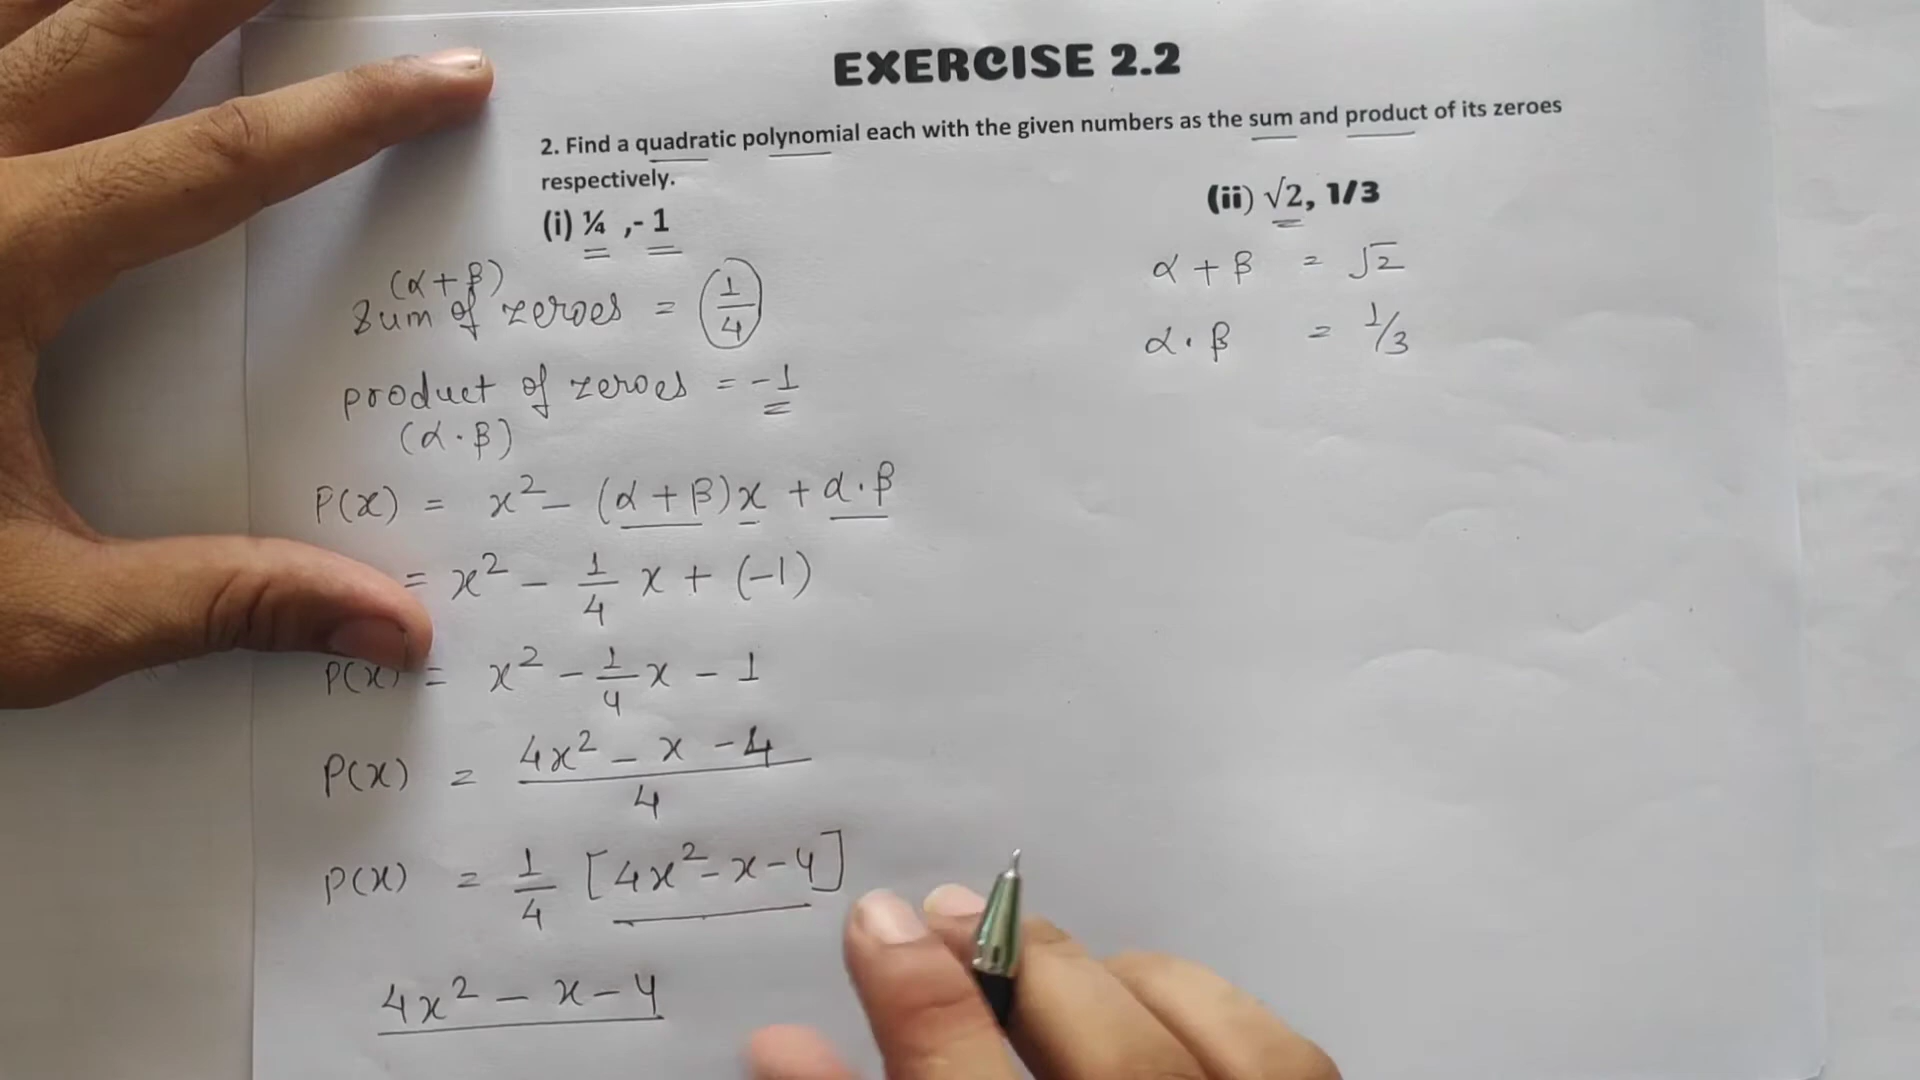 EXERCISE 2.2
2. Find a quadratic polynomial each with the given numbers as the sum and product of its zeroes
respectively.
(i) ¼ ,- 1
(α+β)
Sum of zeroes = 1/4
product of zeroes = -1
(α·β)
P(x) = x² - (α+β)x + α·β
= x² - 1/4 x + (-1)
P(x) = x² - 1/4 x - 1
P(x) = (4x² - x - 4)/4
P(x) = 1/4 [4x² - x - 4]
4x² - x - 4
(ii) √2, 1/3
α + β = √2
α·β = 1/3